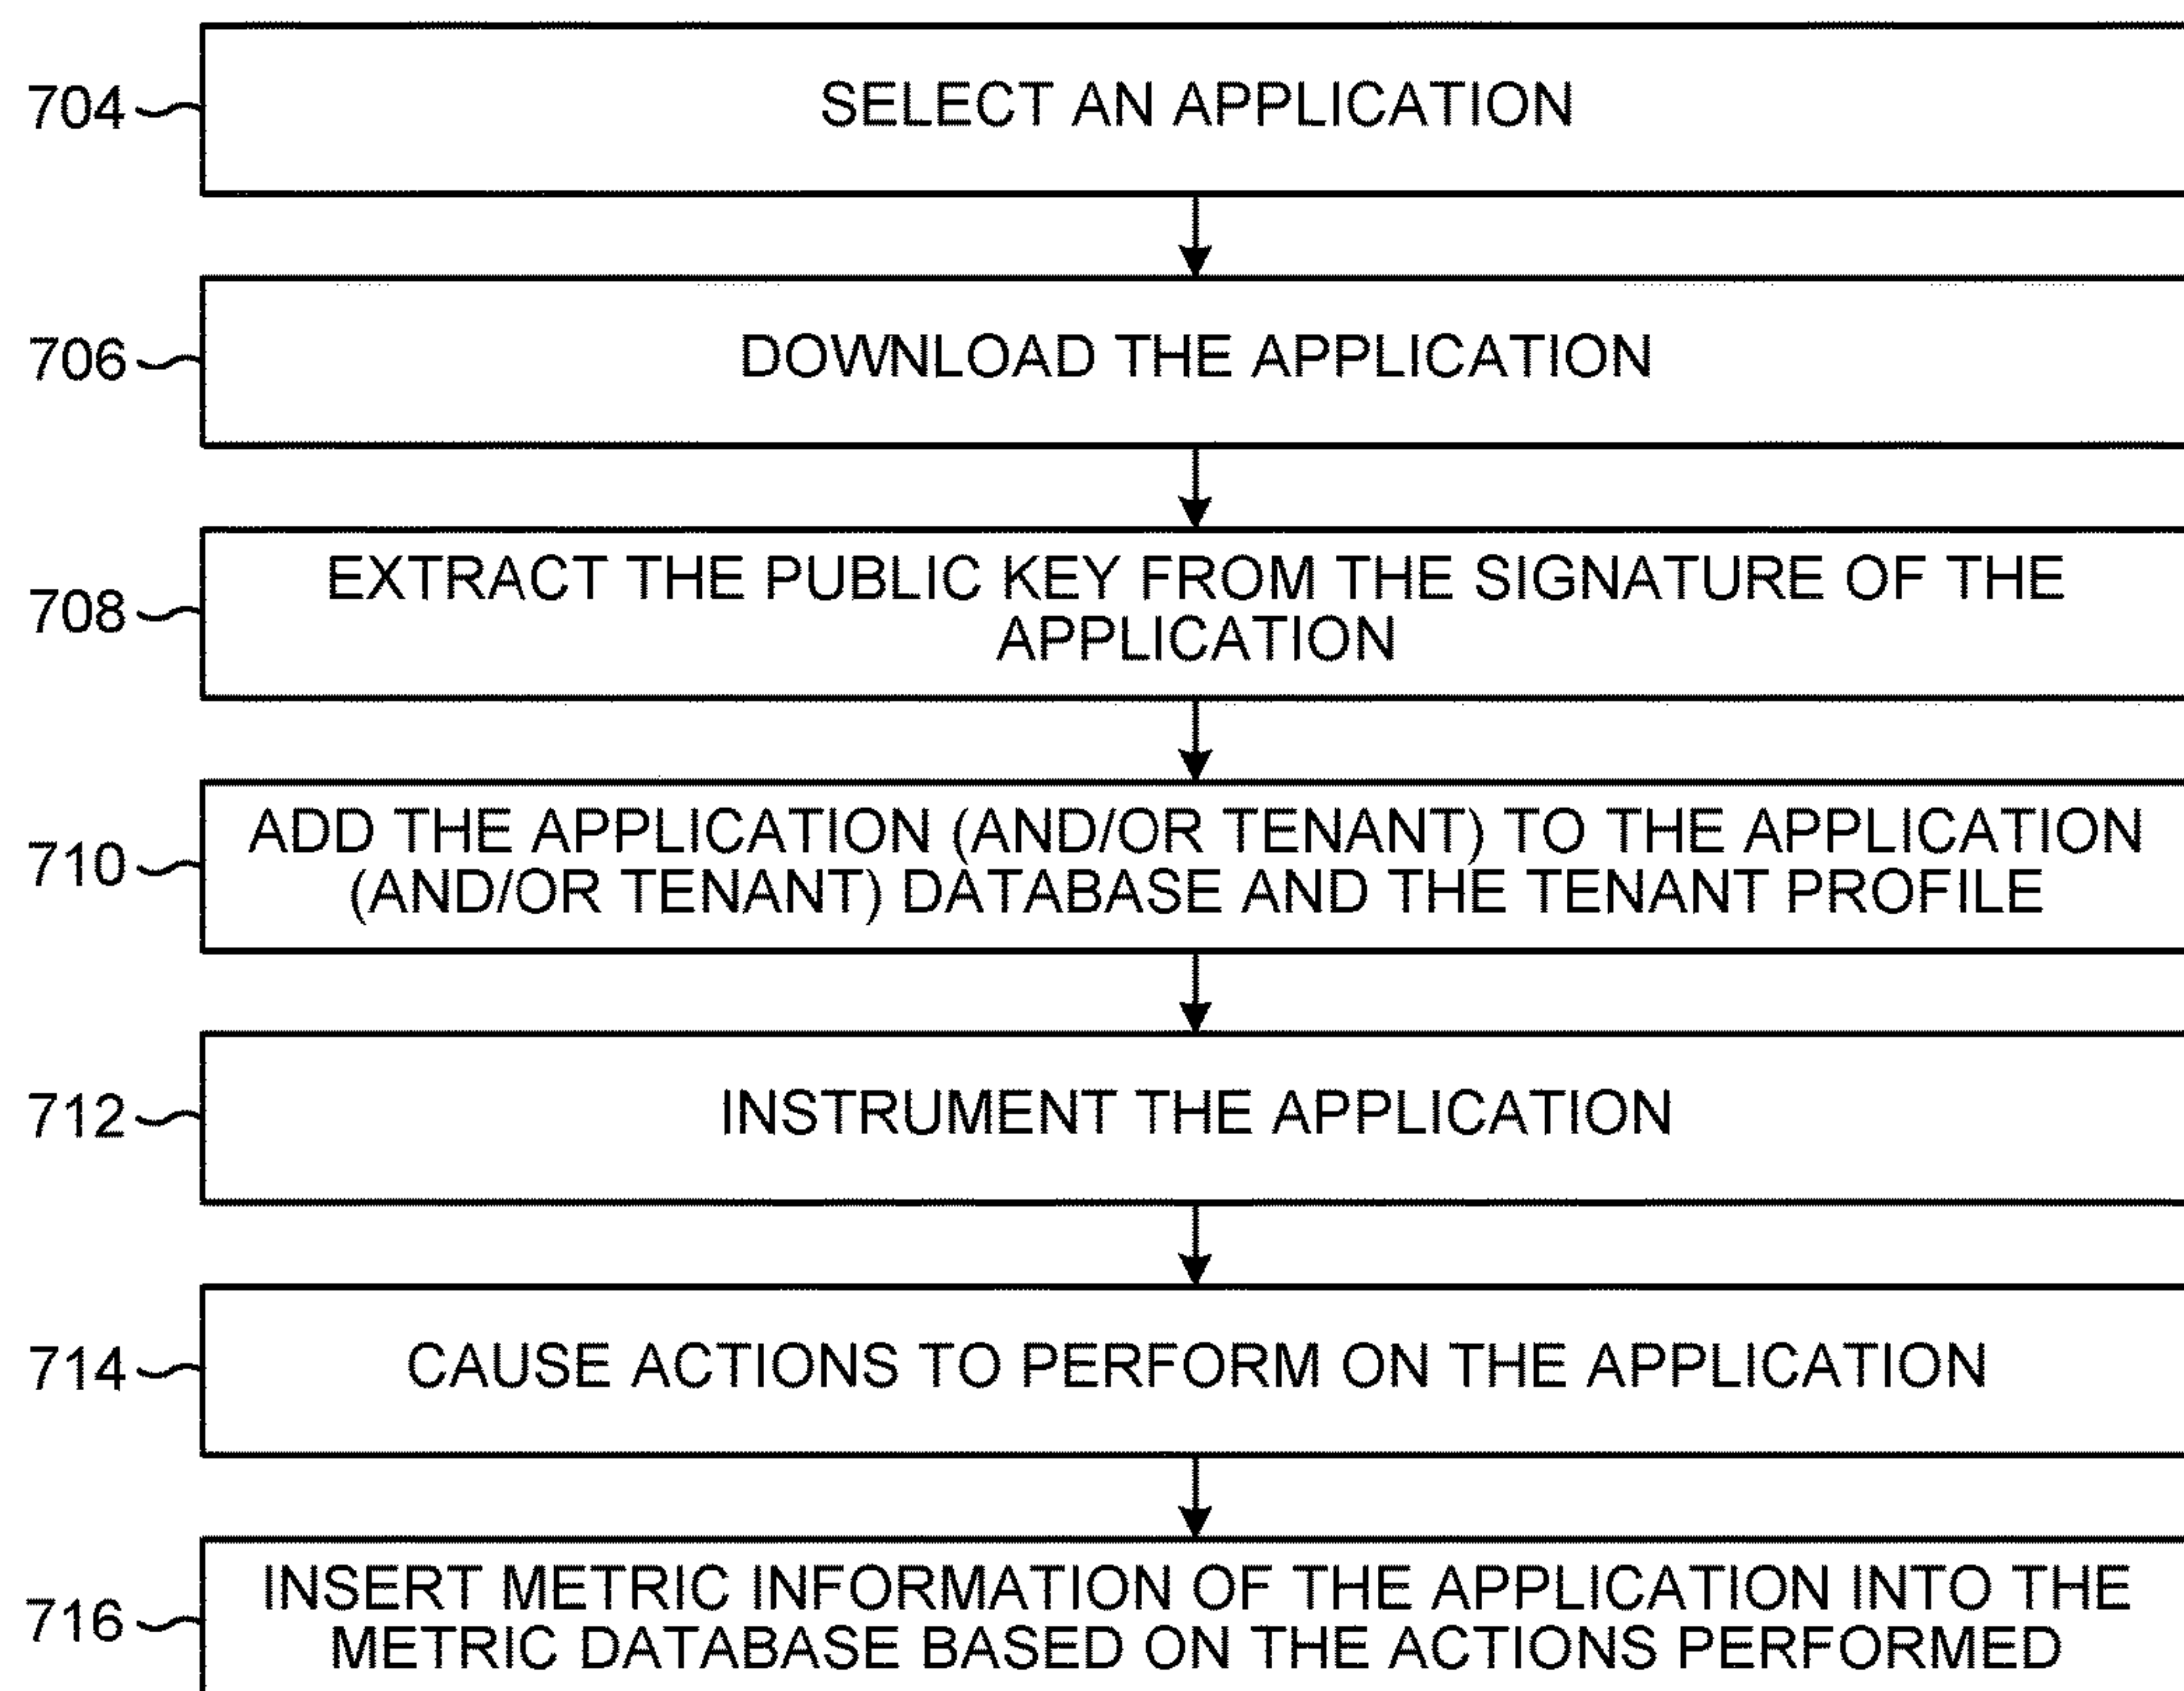 704
SELECT AN APPLICATION
706
DOWNLOAD THE APPLICATION
708
EXTRACT THE PUBLIC KEY FROM THE SIGNATURE OF THE
APPLICATION
710
ADD THE APPLICATION (AND/OR TENANT) TO THE APPLICATION
(AND/OR TENANT) DATABASE AND THE TENANT PROFILE
712
INSTRUMENT THE APPLICATION
714
CAUSE ACTIONS TO PERFORM ON THE APPLICATION
716
INSERT METRIC INFORMATION OF THE APPLICATION INTO THE
METRIC DATABASE BASED ON THE ACTIONS PERFORMED